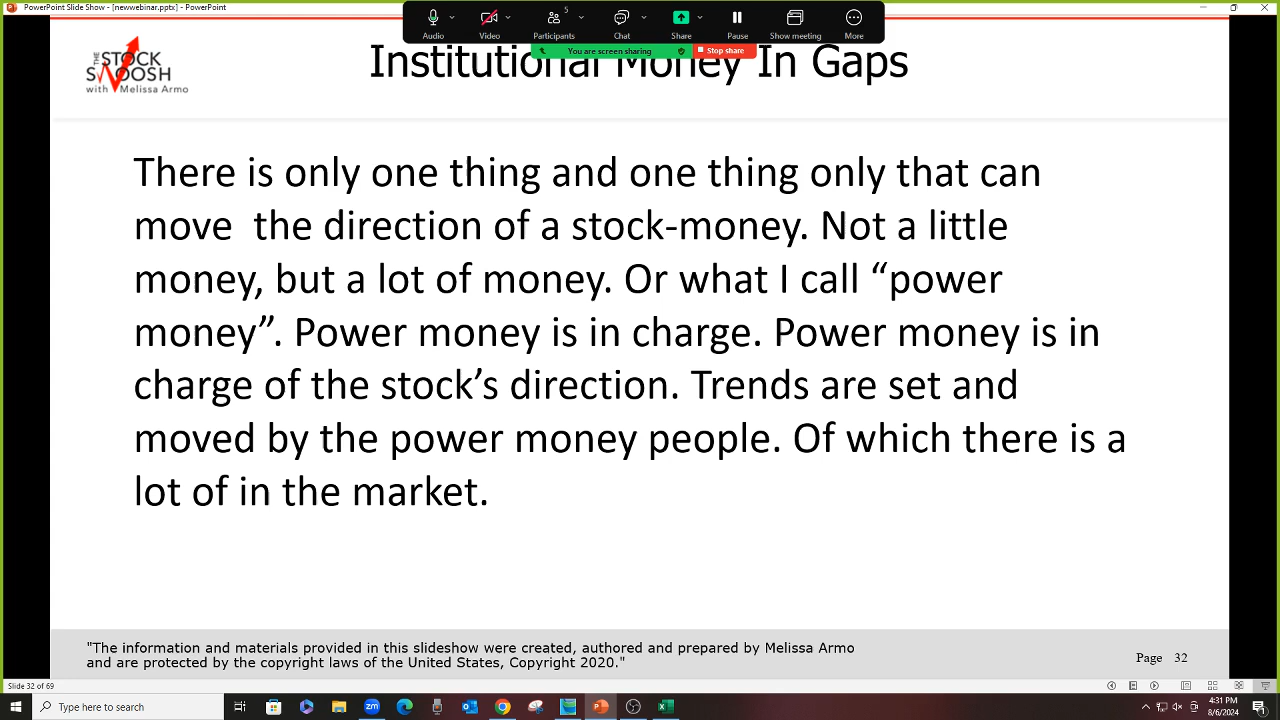 PowerPoint Slide Show - [newwebinar.pptx] - PowerPoint
5
Audio
Video
Participants
Chat
Share
Pause
Show meeting
More
You are screen sharing
Stop share
THE
STOCK
SWOOSH
with Melissa Armo
Institutional Money In Gaps
There is only one thing and one thing only that can
move the direction of a stock-money. Not a little
money, but a lot of money. Or what I call “power
money”. Power money is in charge. Power money is in
charge of the stock’s direction. Trends are set and
moved by the power money people. Of which there is a
lot of in the market.
"The information and materials provided in this slideshow were created, authored and prepared by Melissa Armo
and are protected by the copyright laws of the United States, Copyright 2020."
Page 32
Slide 32 of 69
Type here to search
4:31 PM
8/6/2024